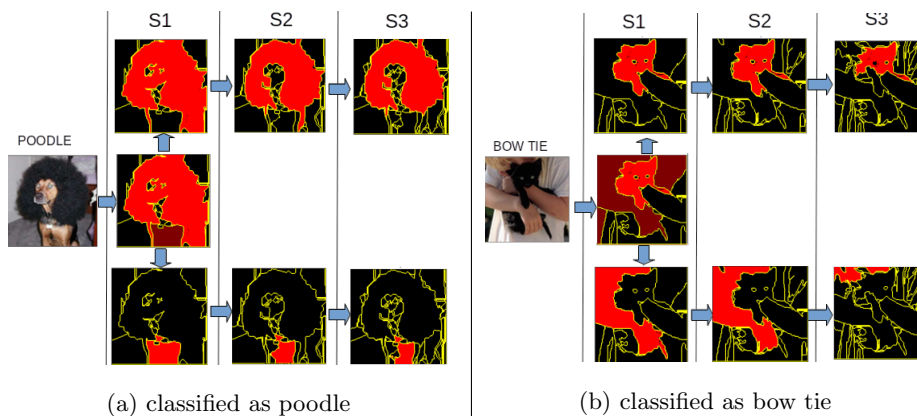 S1 S2 S3
POODLE
(a) classified as poodle
S1 S2 S3
BOW TIE
(b) classified as bow tie